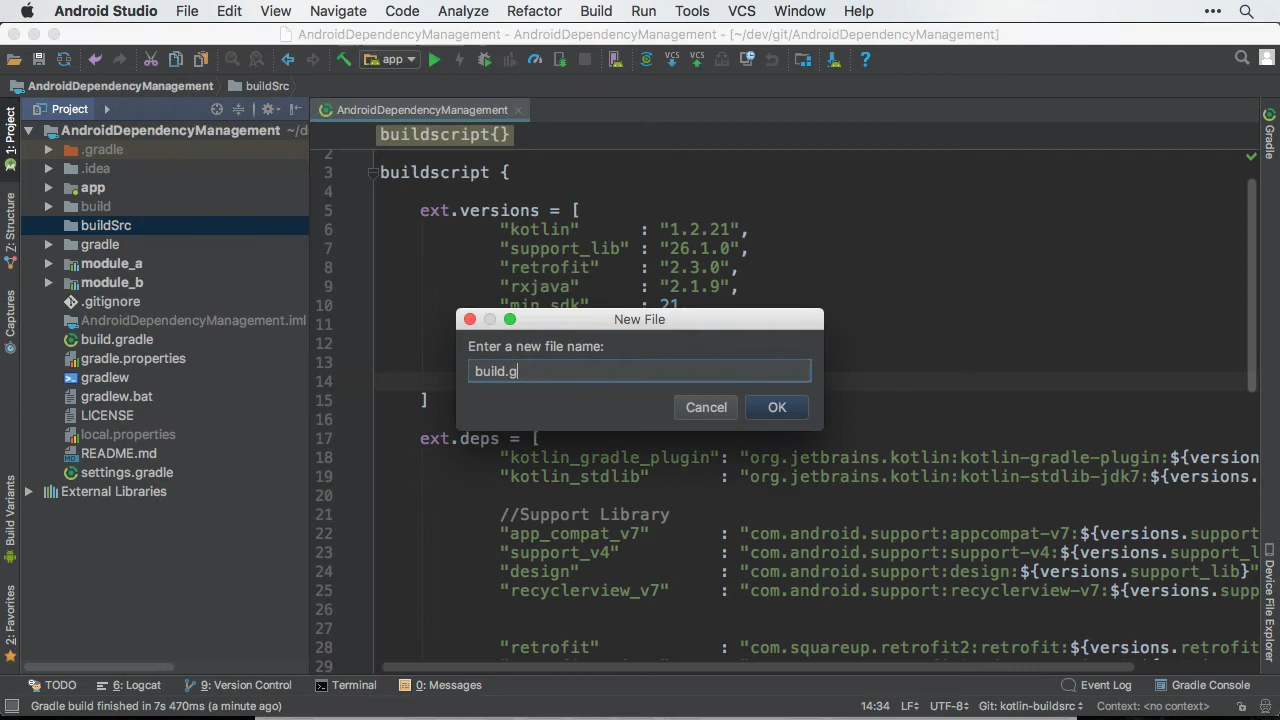 Android Studio File Edit View Navigate Code Analyze Refactor Build Run Tools VCS Window Help
AndroidDependencyManagement - AndroidDependencyManagement - [~/dev/git/AndroidDependencyManagement]
app VCS VCS ?
AndroidDependencyManagement buildSrc
Project
AndroidDependencyManagement
1: Project
AndroidDependencyManagement ~/d
.gradle
.idea
app
build
buildSrc
gradle
module_a
module_b
.gitignore
AndroidDependencyManagement.iml
build.gradle
gradle.properties
gradlew
gradlew.bat
LICENSE
local.properties
README.md
settings.gradle
External Libraries
Z: Structure
Captures
Build Variants
2: Favorites
buildscript{}
2
3 buildscript {
4
5 ext.versions = [
6 "kotlin" : "1.2.21",
7 "support_lib" : "26.1.0",
8 "retrofit" : "2.3.0",
9 "rxjava" : "2.1.9",
10 "min_sdk" : 21,
11
12
13
14
15 ]
16
17 ext.deps = [
18 "kotlin_gradle_plugin": "org.jetbrains.kotlin:kotlin-gradle-plugin:${version
19 "kotlin_stdlib" : "org.jetbrains.kotlin:kotlin-stdlib-jdk7:${versions.
20
21 //Support Library
22 "app_compat_v7" : "com.android.support:appcompat-v7:${versions.support
23 "support_v4" : "com.android.support:support-v4:${versions.support_l
24 "design" : "com.android.support:design:${versions.support_lib}"
25 "recyclerview_v7" : "com.android.support:recyclerview-v7:${versions.sup
26
27
28 "retrofit" : "com.squareup.retrofit2:retrofit:${versions.retrofit
29
New File
Enter a new file name:
build.g
Cancel OK
Gradle
Device File Explorer
TODO 6: Logcat 9: Version Control Terminal 0: Messages Event Log Gradle Console
Gradle build finished in 7s 470ms (a minute ago) 14:34 LF UTF-8 Git: kotlin-buildsrc Context: <no context>